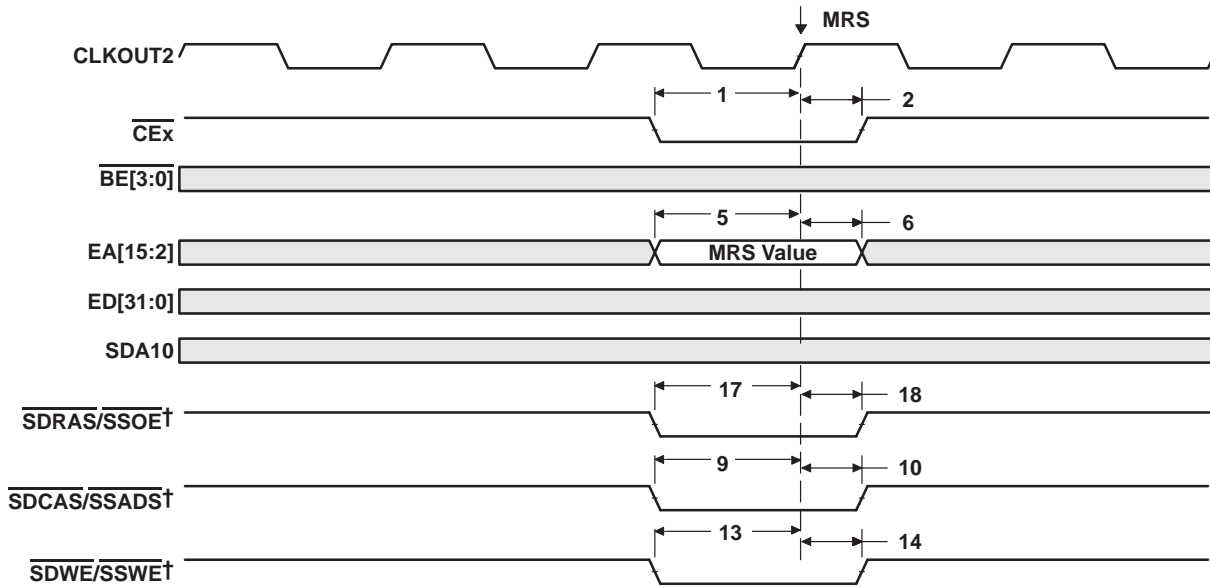 MRS
CLKOUT2
1 2
CEx
BE[3:0]
5 6
EA[15:2] MRS Value
ED[31:0]
SDA10
17 18
SDRAS/SSOE†
9 10
SDCAS/SSADS†
13 14
SDWE/SSWE†